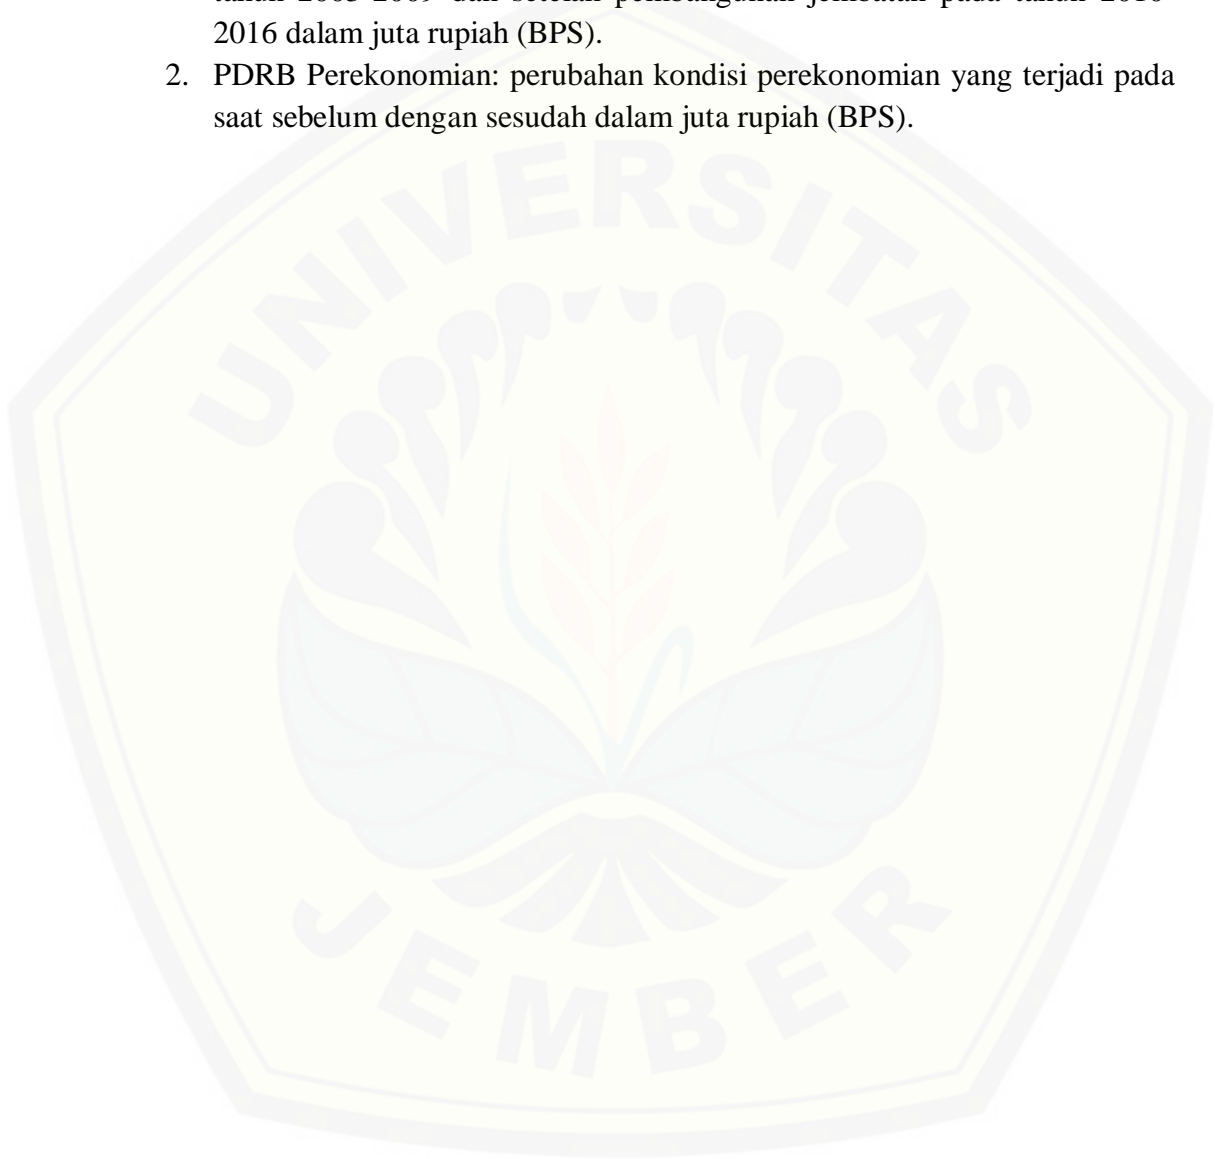 2016 dalam juta rupiah (BPS).
2. PDRB Perekonomian: perubahan kondisi perekonomian yang terjadi pada
saat sebelum dengan sesudah dalam juta rupiah (BPS).
UNIVERSITAS
JEMBER